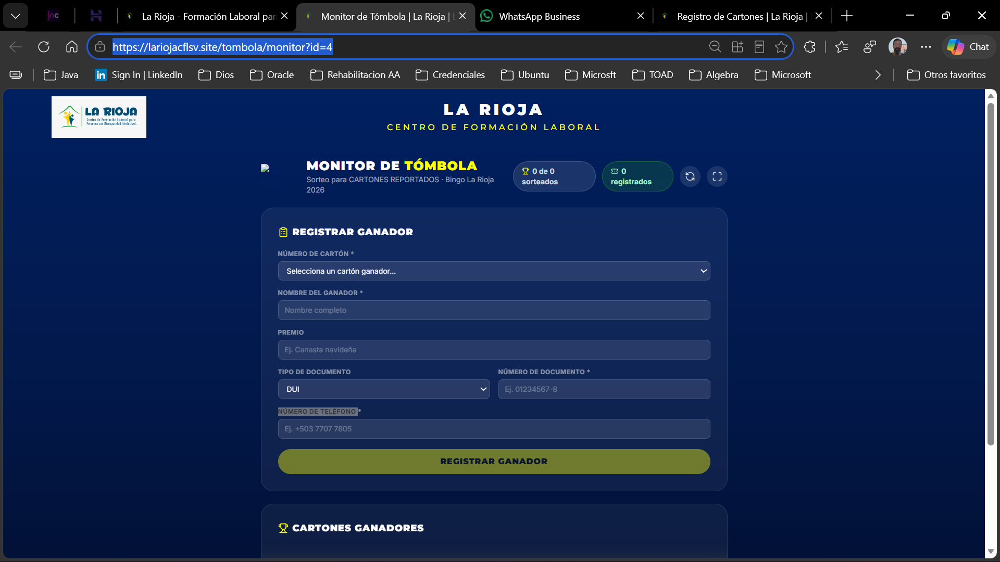 La Rioja - Formación Laboral par
Monitor de Tómbola | La Rioja |
WhatsApp Business
Registro de Cartones | La Rioja |
https://lariojacflsv.site/tombola/monitor?id=4
Chat
Java
Sign In | LinkedIn
Dios
Oracle
Rehabilitacion AA
Credenciales
Ubuntu
Microsft
TOAD
Algebra
Microsoft
Otros favoritos
LA RIOJA
Centro de Formación Laboral para
Personas con Discapacidad Intelectual.
LA RIOJA
CENTRO DE FORMACIÓN LABORAL
MONITOR DE TÓMBOLA
Sorteo para CARTONES REPORTADOS · Bingo La Rioja
2026
0 de 0
sorteados
0
registrados
REGISTRAR GANADOR
NÚMERO DE CARTÓN *
Selecciona un cartón ganador...
NOMBRE DEL GANADOR *
Nombre completo
PREMIO
Ej. Canasta navideña
TIPO DE DOCUMENTO
NÚMERO DE DOCUMENTO *
DUI
Ej. 01234567-8
NÚMERO DE TELÉFONO *
Ej. +503 7707 7805
REGISTRAR GANADOR
CARTONES GANADORES